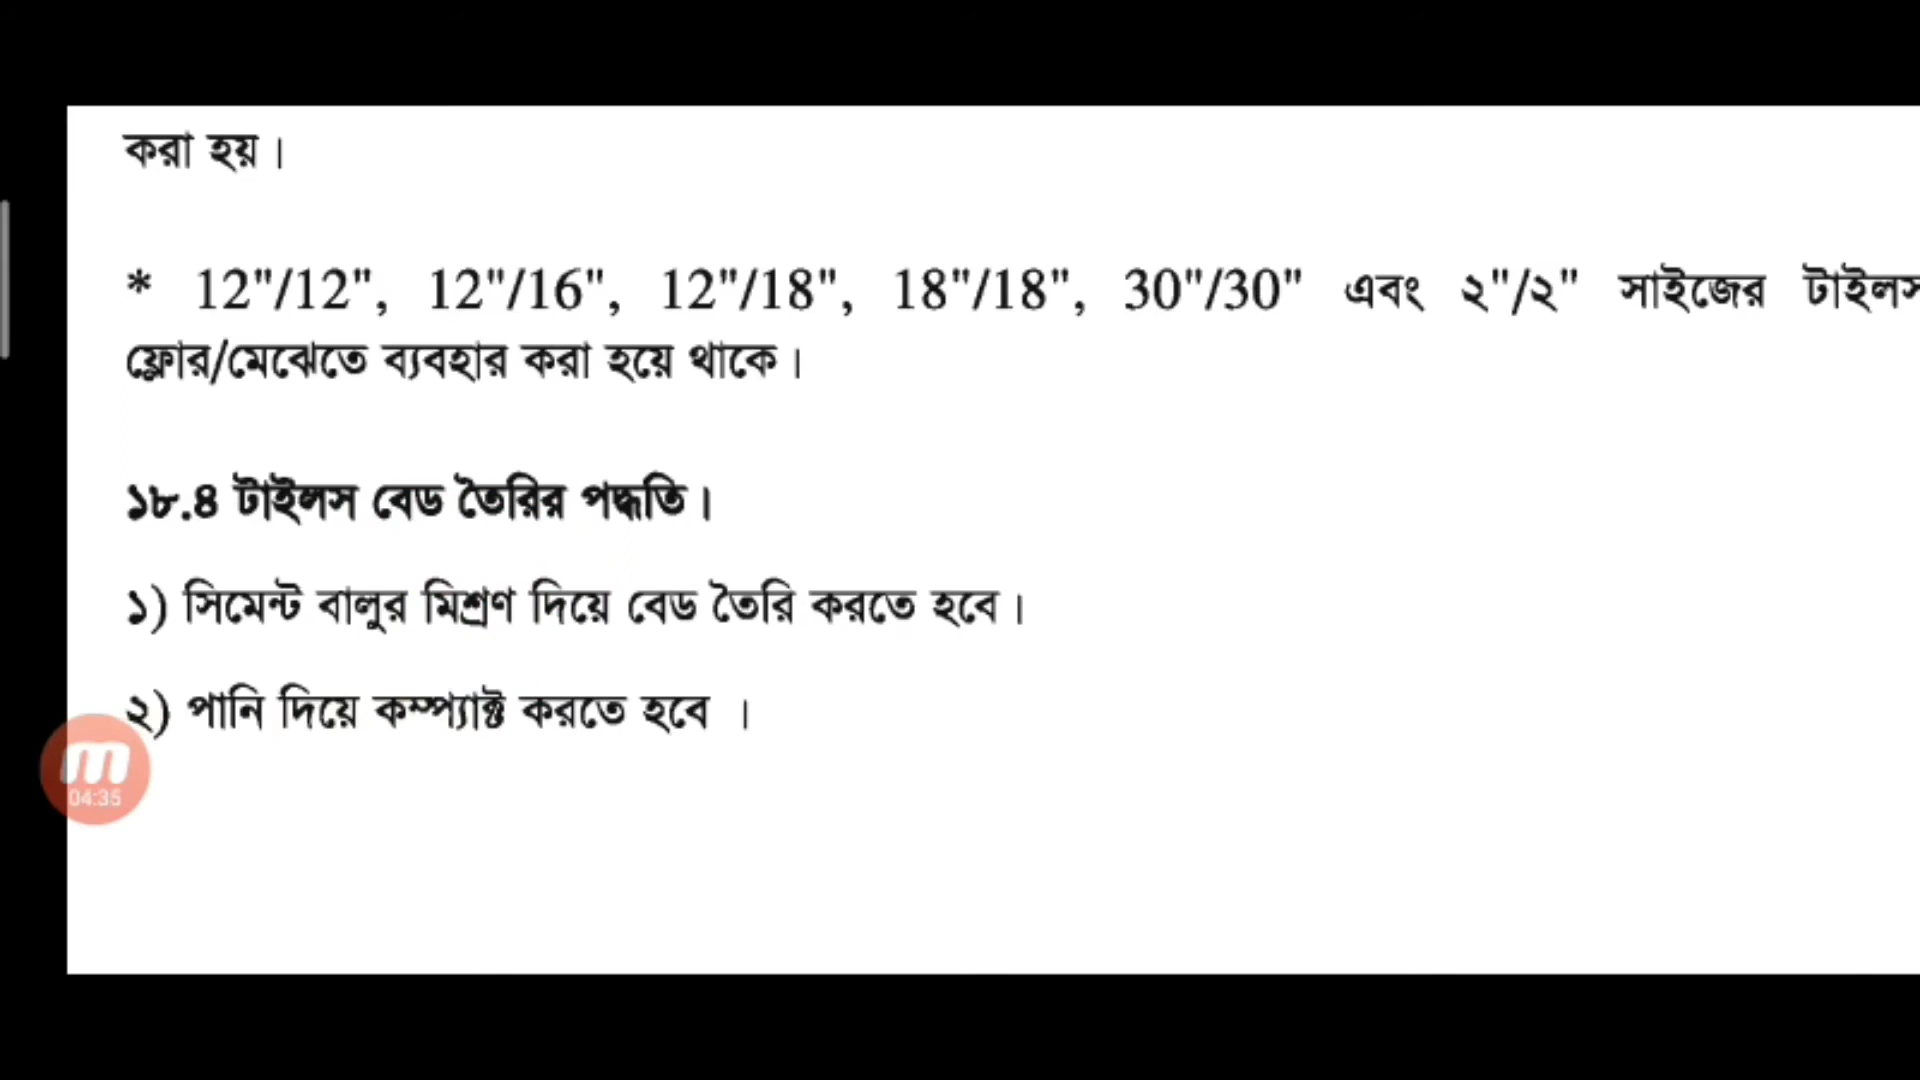 করা হয়।
* 12"/12", 12"/16", 12"/18", 18"/18", 30"/30" এবং ২"/২" সাইজের টাইলস
ফ্লোর/মেঝেতে ব্যবহার করা হয়ে থাকে।
১৮.৪ টাইলস বেড তৈরির পদ্ধতি।
১) সিমেন্ট বালুর মিশ্রণ দিয়ে বেড তৈরি করতে হবে।
২) পানি দিয়ে কম্প্যাক্ট করতে হবে ।
m
04:35